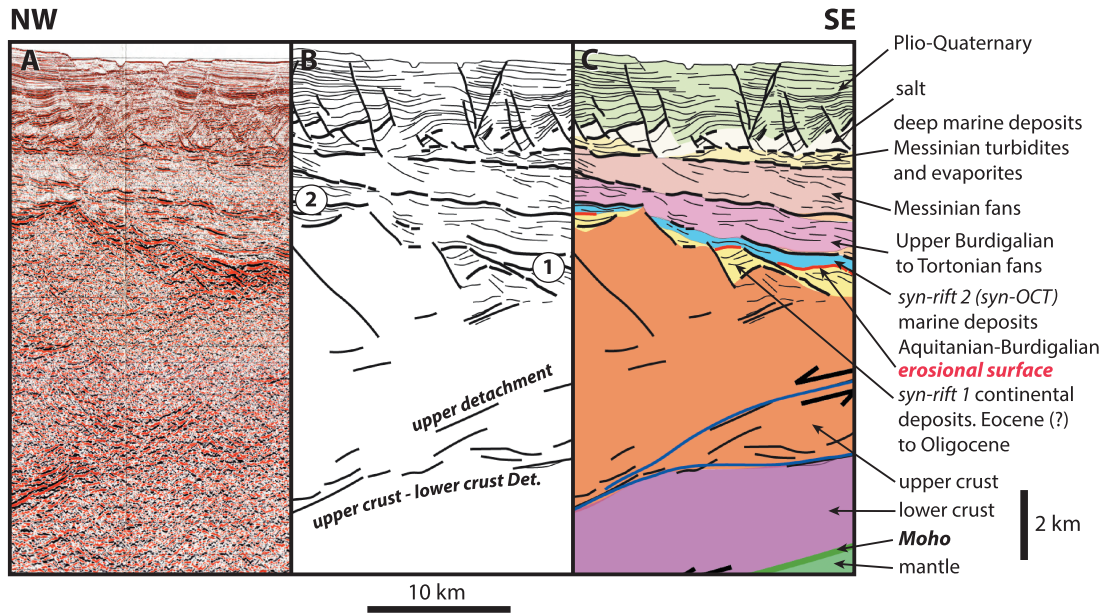 NW
SE
A
B
C
Plio-Quaternary
salt
deep marine deposits
Messinian turbidites
and evaporites
Messinian fans
Upper Burdigalian
to Tortonian fans
syn-rift 2 (syn-OCT)
marine deposits
Aquitanian-Burdigalian
erosional surface
syn-rift 1 continental
deposits. Eocene (?)
to Oligocene
upper crust
lower crust
Moho
mantle
2
1
upper detachment
upper crust - lower crust Det.
2 km
10 km